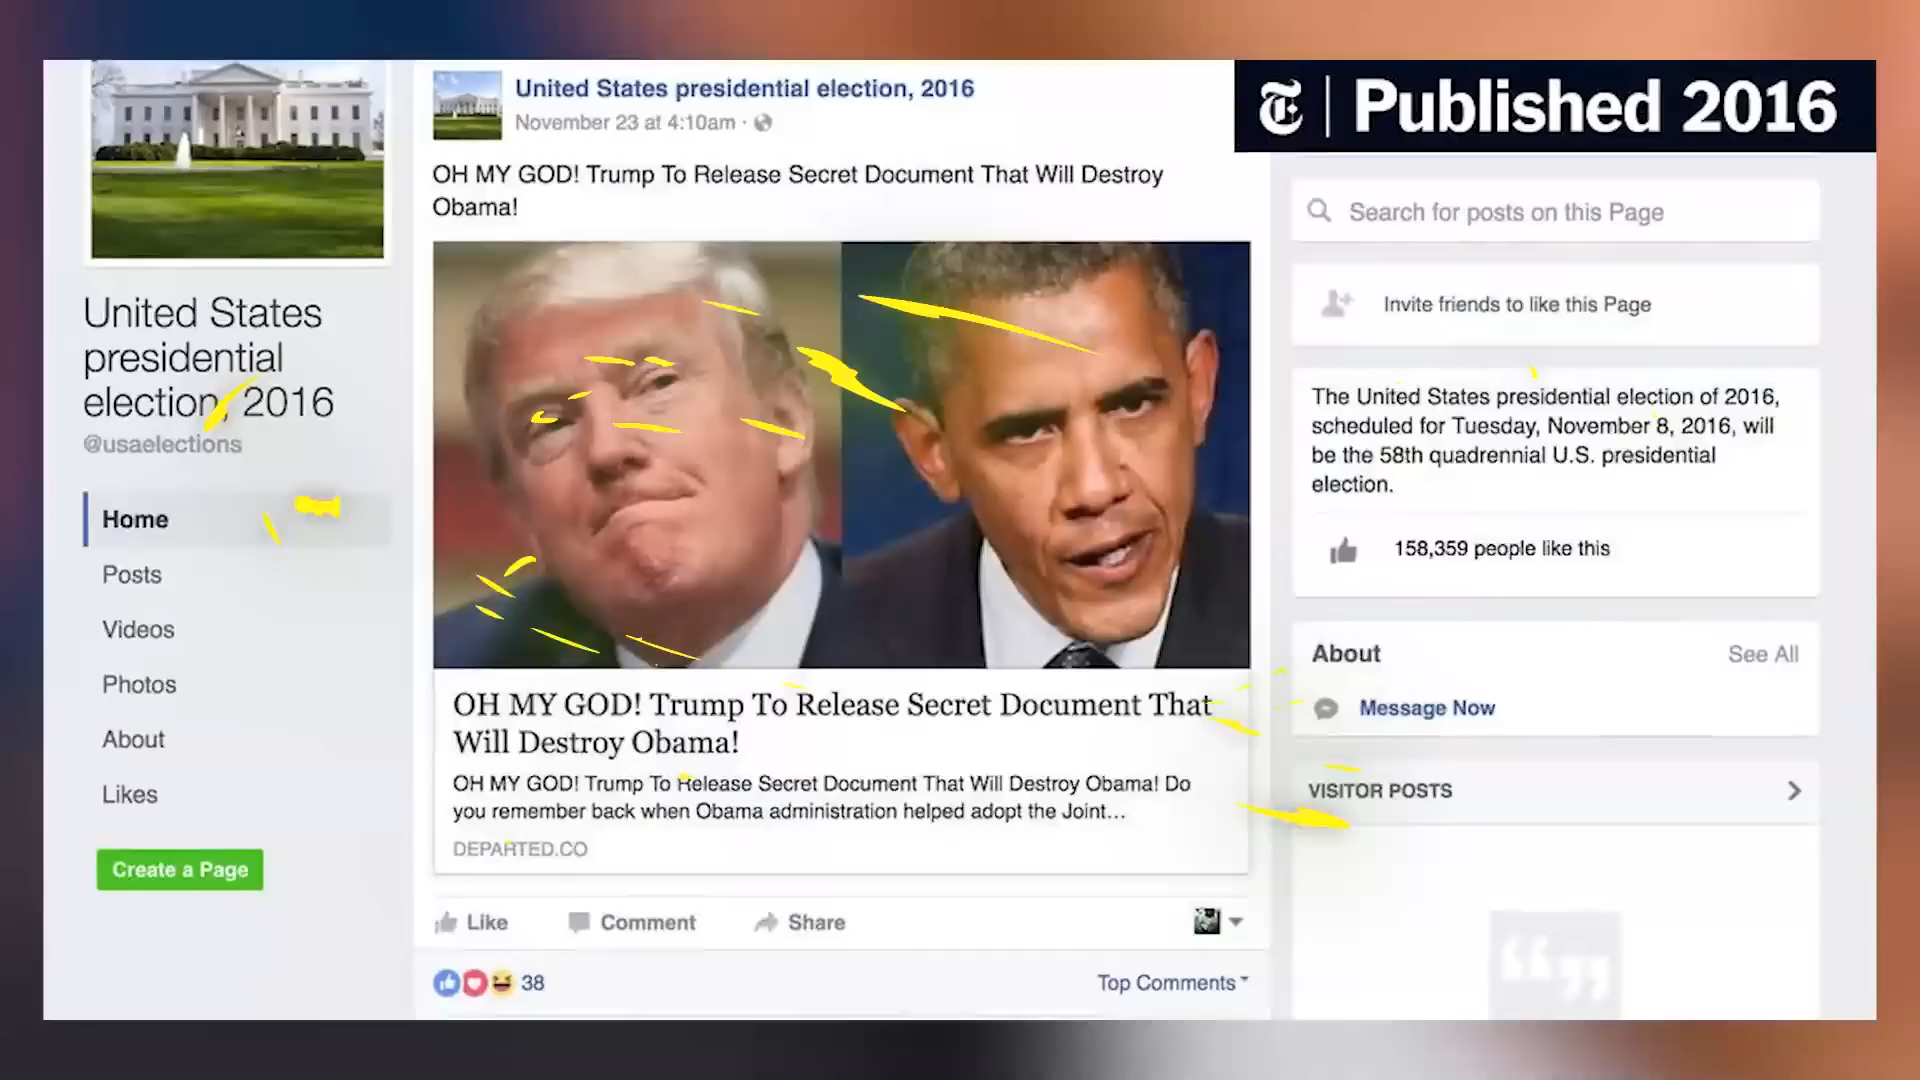 United States presidential election, 2016
November 23 at 4:10am ·
OH MY GOD! Trump To Release Secret Document That Will Destroy
Obama!
Published 2016
United States
presidential
election, 2016
@usaelections
Home
Posts
Videos
Photos
About
Likes
Create a Page
OH MY GOD! Trump To Release Secret Document That
Will Destroy Obama!
OH MY GOD! Trump To Release Secret Document That Will Destroy Obama! Do
you remember back when Obama administration helped adopt the Joint...
DEPARTED.CO
Like
Comment
Share
38
Top Comments
Search for posts on this Page
Invite friends to like this Page
The United States presidential election of 2016,
scheduled for Tuesday, November 8, 2016, will
be the 58th quadrennial U.S. presidential
election.
158,359 people like this
About
See All
Message Now
VISITOR POSTS